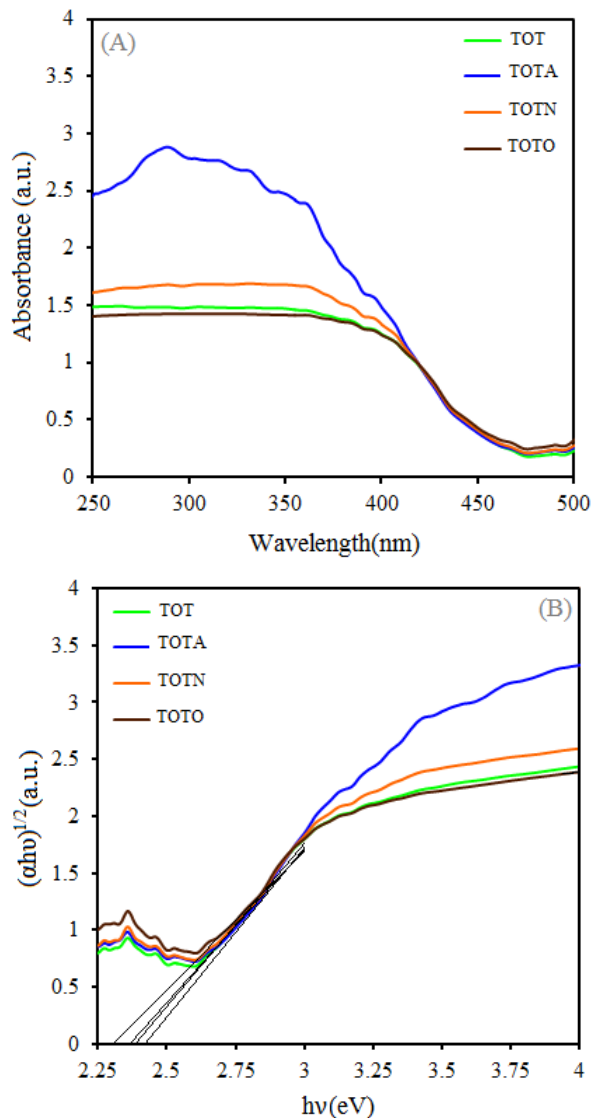 (A)
TOT
TOTA
TOTN
TOTO
4
3.5
3
2.5
2
1.5
1
0.5
0
Absorbance (a.u.)
250 300 350 400 450 500
Wavelength(nm)
(B)
TOT
TOTA
TOTN
TOTO
4
3.5
3
2.5
2
1.5
1
0.5
0
(αhυ)1/2(a.u.)
2.25 2.5 2.75 3 3.25 3.5 3.75 4
hν(eV)